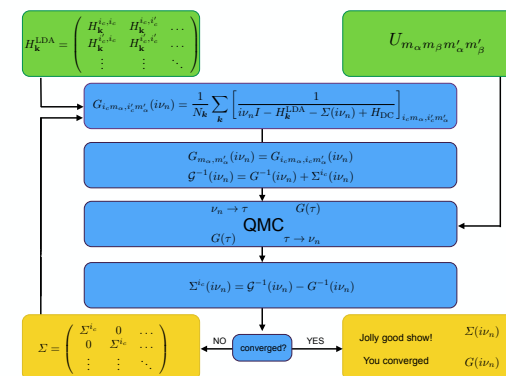 H_k^LDA = ( H_k^{i_c,i_c} H_k^{i_c,i'_c} … )
( H_k^{i_c,i_c} H_k^{i_c,i'_c} … )
( ⋮ ⋮ ⋱ )
U_{m_α m_β m'_α m'_β}
G_{i_c m_α, i'_c m'_α}(iν_n) = 1/N_k ∑_k [ 1 / (iν_n I − H_k^LDA − Σ(iν_n) + H_DC) ]_{i_c m_α, i'_c m'_α}
G_{m_α,m'_α}(iν_n) = G_{i_c m_α, i_c m'_α}(iν_n)
𝒢^{−1}(iν_n) = G^{−1}(iν_n) + Σ^{i_c}(iν_n)
ν_n → τ G(τ)
QMC
G(τ) τ → ν_n
Σ^{i_c}(iν_n) = 𝒢^{−1}(iν_n) − G^{−1}(iν_n)
Σ = ( Σ^{i_c} 0 … )
( 0 Σ^{i_c} … )
( ⋮ ⋮ ⋱ )
NO
converged?
YES
Jolly good show! Σ(iν_n)
You converged G(iν_n)